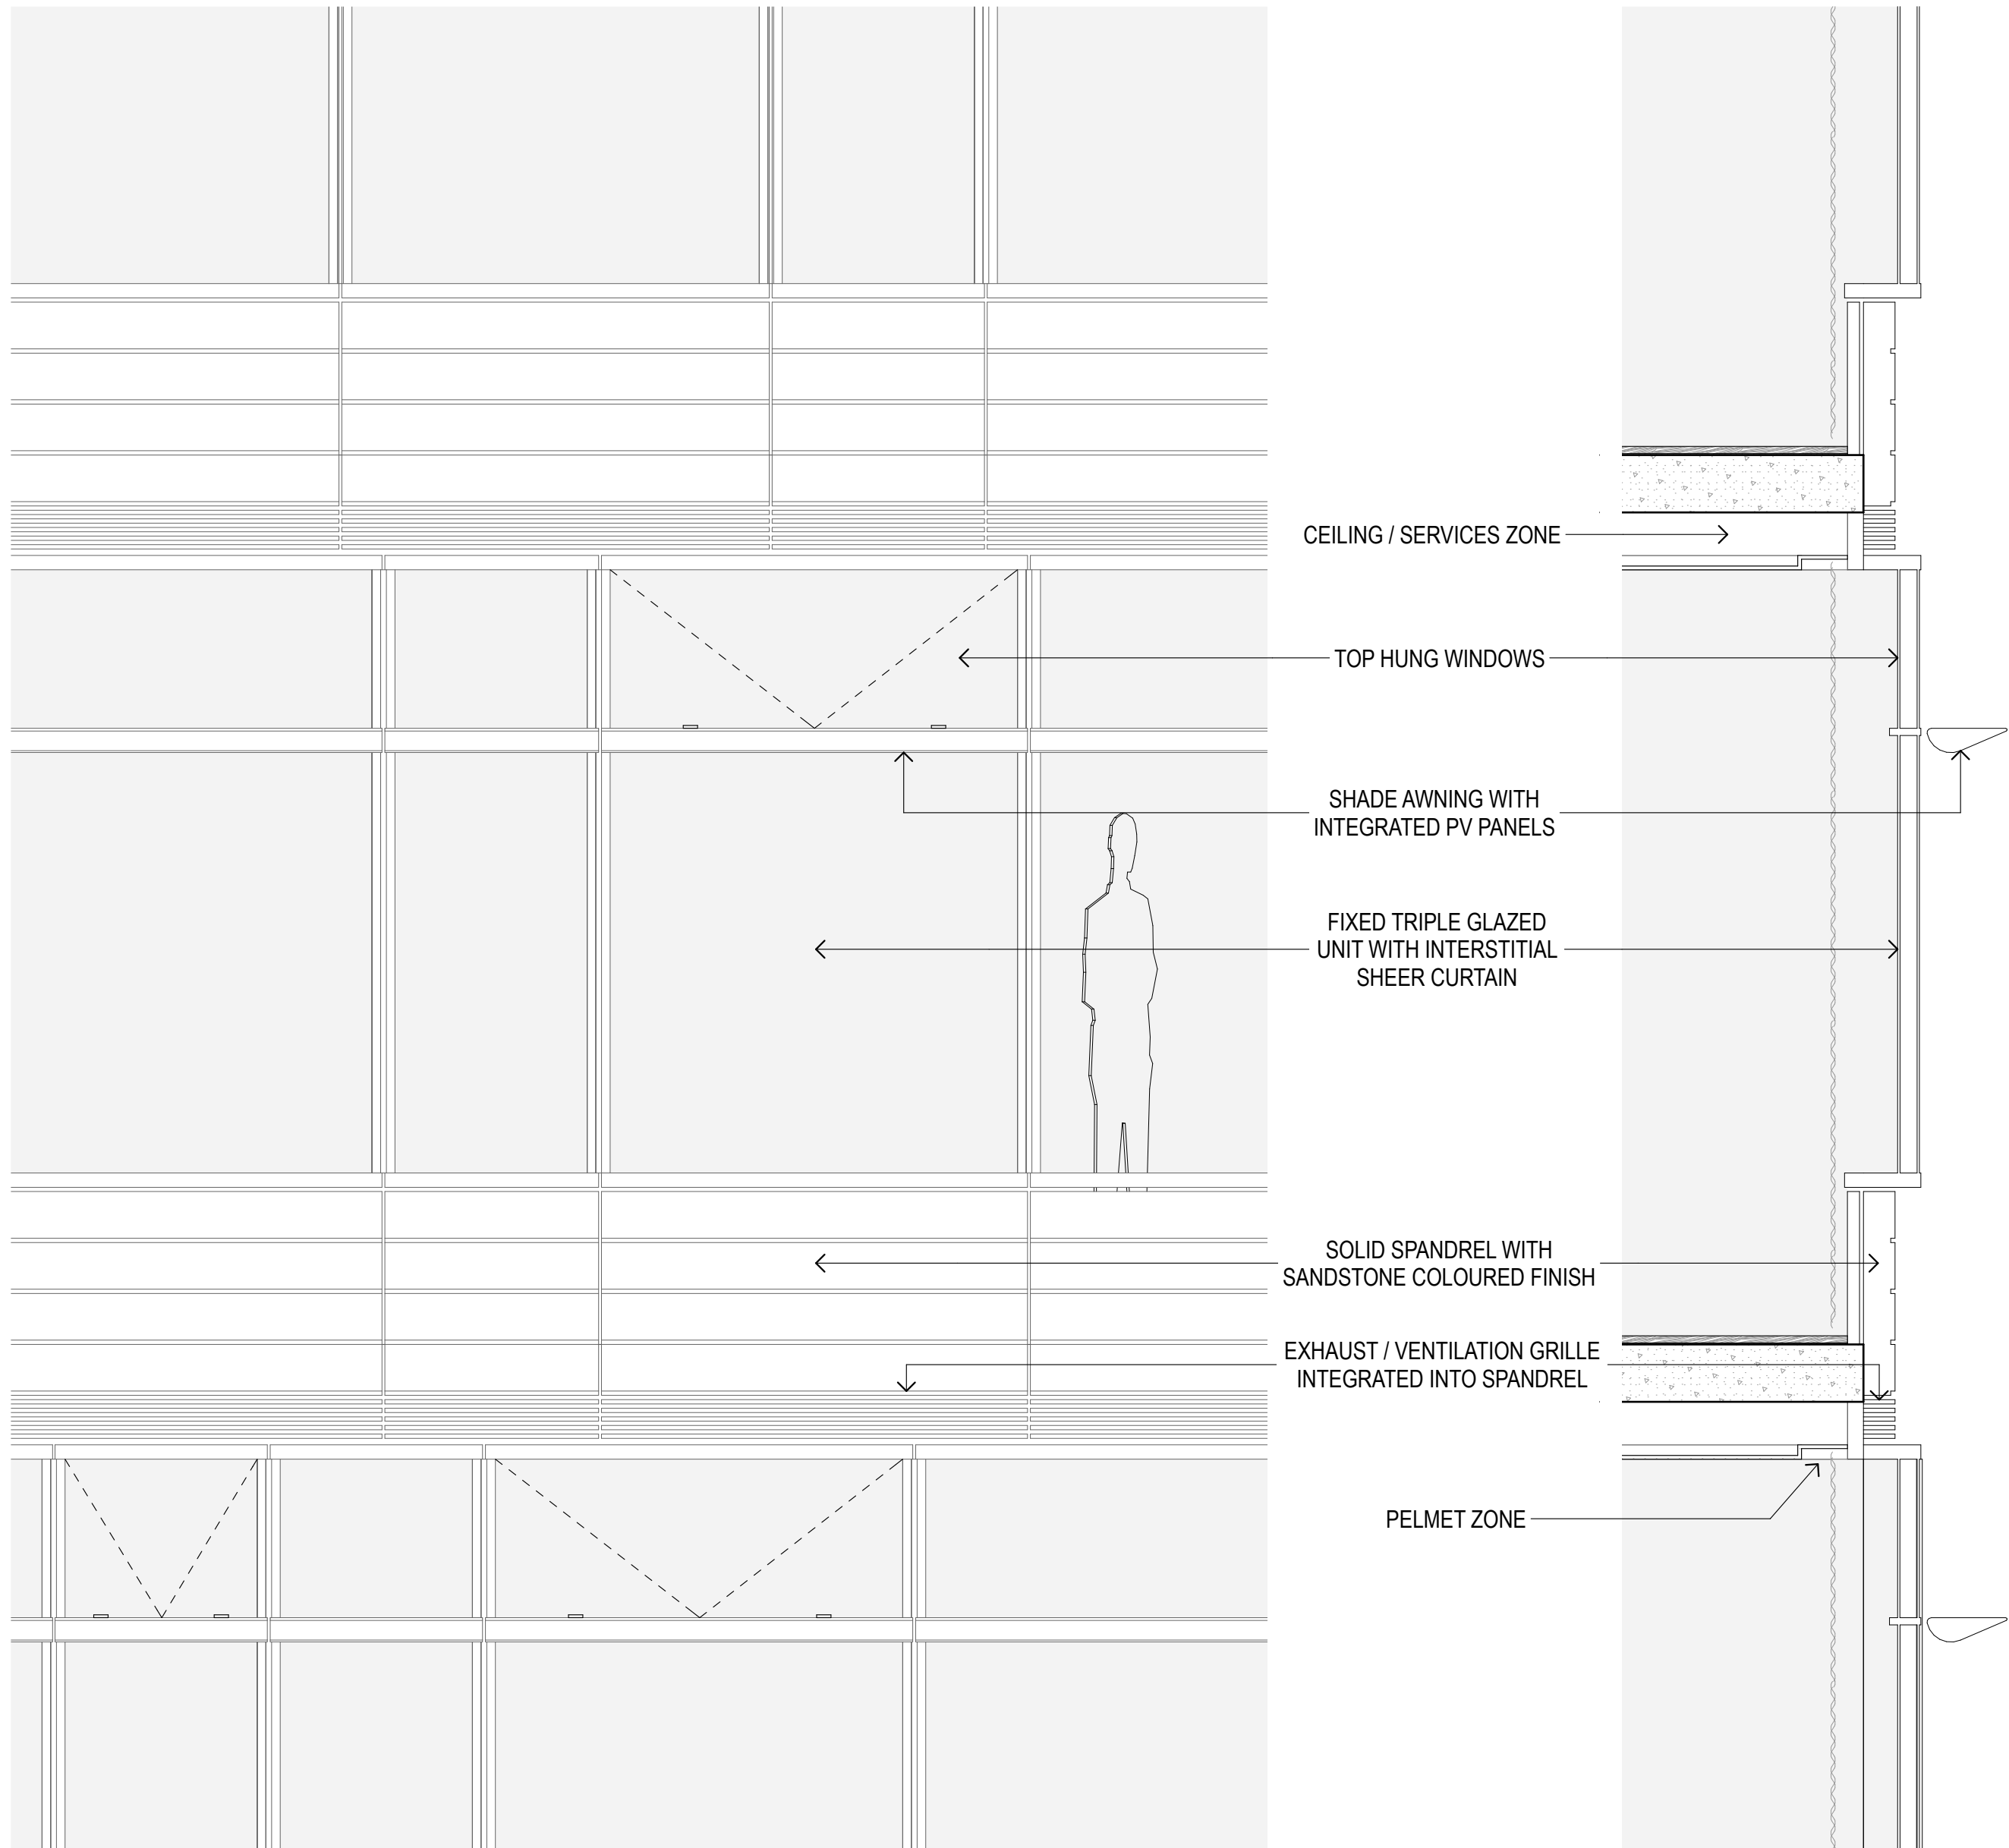 CEILING / SERVICES ZONE
TOP HUNG WINDOWS
SHADE AWNING WITH
INTEGRATED PV PANELS
FIXED TRIPLE GLAZED
UNIT WITH INTERSTITIAL
SHEER CURTAIN
SOLID SPANDREL WITH
SANDSTONE COLOURED FINISH
EXHAUST / VENTILATION GRILLE
INTEGRATED INTO SPANDREL
PELMET ZONE